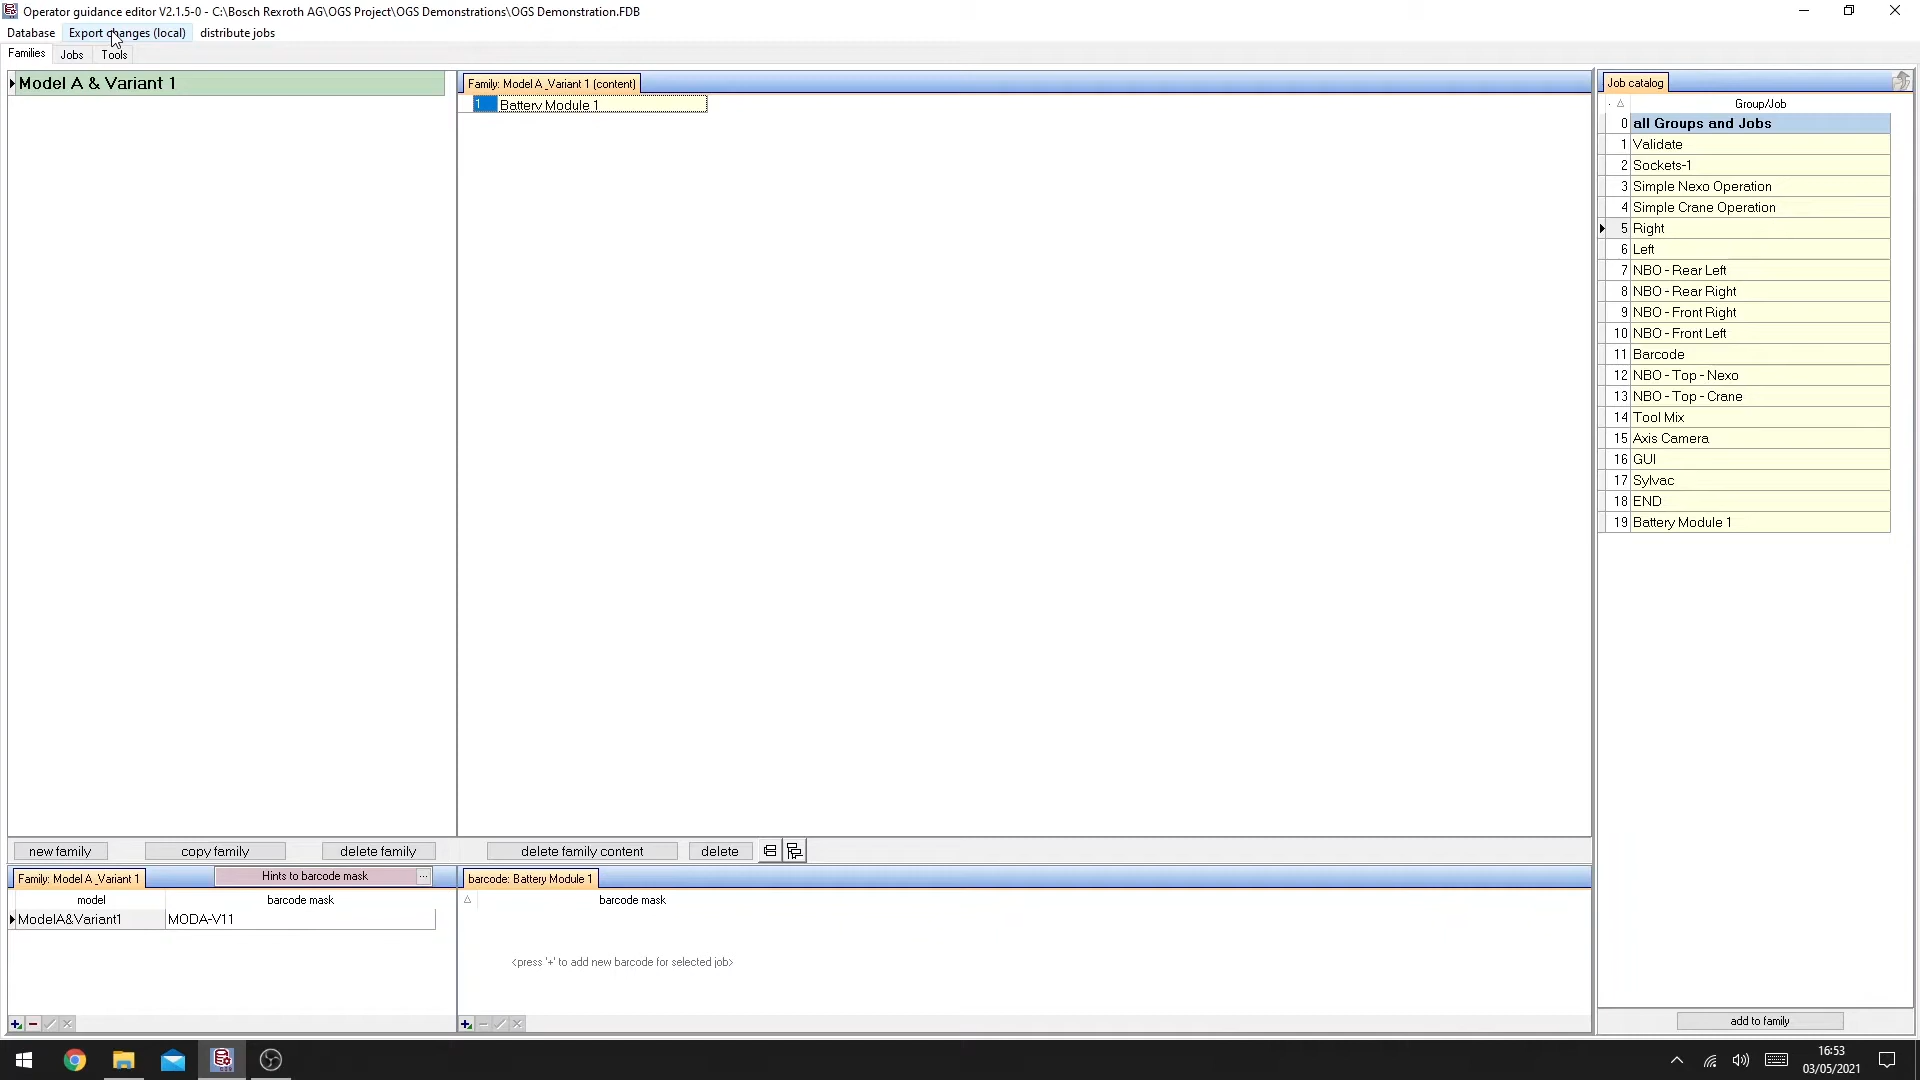 Operator guidance editor V2.1.5-0 - C:\Bosch Rexroth AG\OGS Project\OGS Demonstrations\OGS Demonstration.FDB
Database Export changes (local) distribute jobs
Families Jobs Tools
Model A & Variant 1
Family: Model A _Variant 1 (content)
1 Battery Module 1
Job catalog
Group/Job
0 all Groups and Jobs
1 Validate
2 Sockets-1
3 Simple Nexo Operation
4 Simple Crane Operation
5 Right
6 Left
7 NBO - Rear Left
8 NBO - Rear Right
9 NBO - Front Right
10 NBO - Front Left
11 Barcode
12 NBO - Top - Nexo
13 NBO - Top - Crane
14 Tool Mix
15 Axis Camera
16 GUI
17 Sylvac
18 END
19 Battery Module 1
new family copy family delete family delete family content delete
Family: Model A _Variant 1 Hints to barcode mask ...
model barcode mask
ModelA&Variant1 MODA-V11
barcode: Battery Module 1
barcode mask
<press '+' to add new barcode for selected job>
add to family
16:53
03/05/2021